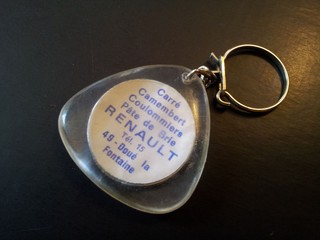 Carré
Camembert
Coulommiers
Pâte de Brie
RENAULT
Tél 15
49 - Doué la
Fontaine